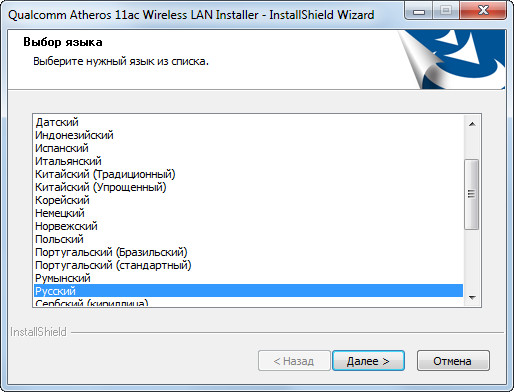 Qualcomm Atheros 11ac Wireless LAN Installer - InstallShield Wizard
Выбор языка
Выберите нужный язык из списка.
Датский
Индонезийский
Испанский
Итальянский
Китайский (Традиционный)
Китайский (Упрощенный)
Корейский
Немецкий
Норвежский
Польский
Португальский (Бразильский)
Португальский (стандартный)
Румынский
Русский
Сербский (кириллица)
InstallShield
< Назад
Далее >
Отмена